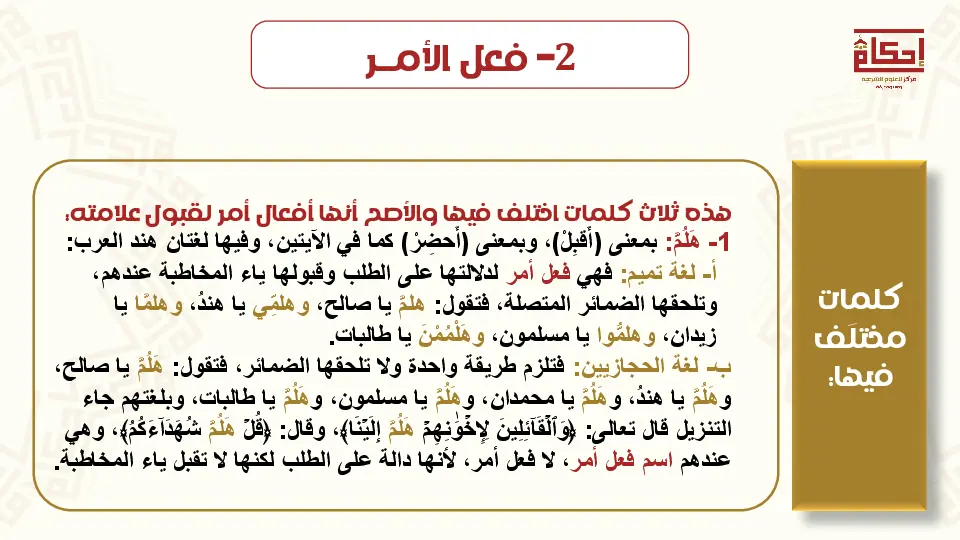 2- فعل الأمـر
إحكام
مركز للعلوم الشرعية
هذه ثلاث كلمات اختلف فيها والأصح أنها أفعال أمر لقبول علامته:
1- هَلُمَّ: بمعنى (أَقبِلْ)، وبمعنى (أَحضِرْ) كما في الآيتين، وفيها لغتان هند العرب:
أ- لغة تميم: فهي فعل أمر لدلالتها على الطلب وقبولها ياء المخاطبة عندهم،
وتلحقها الضمائر المتصلة، فتقول: هلمَّ يا صالح، وهلمِّي يا هندُ، وهلمَّا يا
زيدان، وهلمُّوا يا مسلمون، وهَلْمُمْنَ يا طالبات.
ب- لغة الحجازيين: فتلزم طريقة واحدة ولا تلحقها الضمائر، فتقول: هَلُمَّ يا صالح،
وهَلُمَّ يا هندُ، وهَلُمَّ يا محمدان، وهَلُمَّ يا مسلمون، وهَلُمَّ يا طالبات، وبلغتهم جاء
التنزيل قال تعالى: ﴿وَٱلۡقَآئِلِينَ لِإِخۡوَٰنِهِمۡ هَلُمَّ إِلَيۡنَا﴾، وقال: ﴿قُلۡ هَلُمَّ شُهَدَآءَكُمُ﴾، وهي
عندهم اسم فعل أمر، لا فعل أمر، لأنها دالة على الطلب لكنها لا تقبل ياء المخاطبة.
كلمات
مختلَف
فيها: